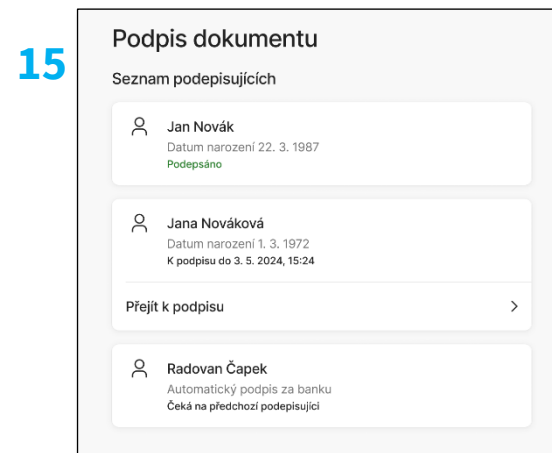 15
Podpis dokumentu
Seznam podepisujících
Jan Novák
Datum narození 22. 3. 1987
Podepsáno
Jana Nováková
Datum narození 1. 3. 1972
K podpisu do 3. 5. 2024, 15:24
Přejít k podpisu
Radovan Čapek
Automatický podpis za banku
Čeká na předchozí podepisující